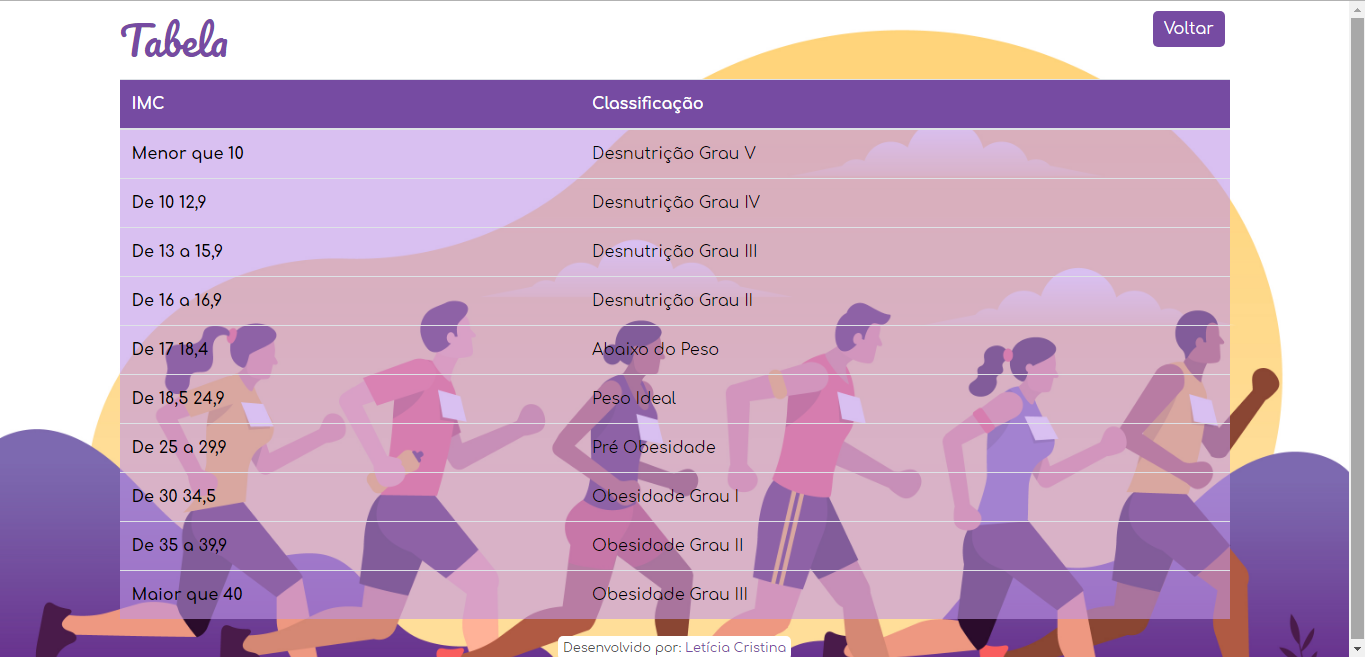 Tabela
Voltar
IMC Classificação
Menor que 10 Desnutrição Grau V
De 10 12,9 Desnutrição Grau IV
De 13 a 15,9 Desnutrição Grau III
De 16 a 16,9 Desnutrição Grau II
De 17 18,4 Abaixo do Peso
De 18,5 24,9 Peso Ideal
De 25 a 29,9 Pré Obesidade
De 30 34,5 Obesidade Grau I
De 35 a 39,9 Obesidade Grau II
Maior que 40 Obesidade Grau III
Desenvolvido por: Letícia Cristina